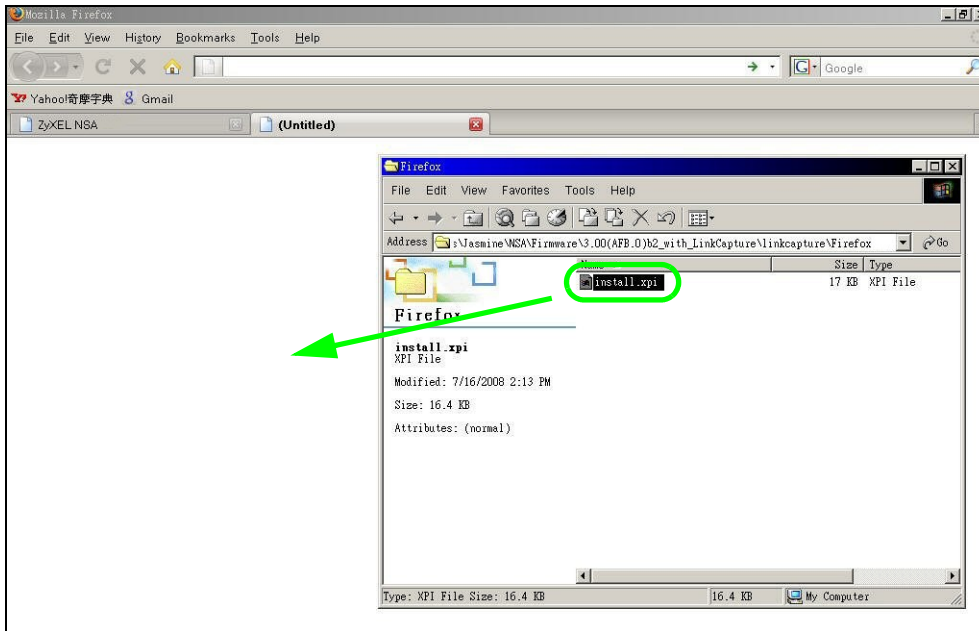 Mozilla Firefox
File Edit View History Bookmarks Tools Help
G Google
Yahoo!奇摩字典 Gmail
ZyXEL NSA (Untitled)
Firefox
File Edit View Favorites Tools Help
Address s:\Jasmine\NSA\Firmware\3.00(AFB.0)b2_with_LinkCapture\linkcapture\Firefox Go
Name Size Type
install.xpi 17 KB XPI File
Firefox
install.xpi
XPI File
Modified: 7/16/2008 2:13 PM
Size: 16.4 KB
Attributes: (normal)
Type: XPI File Size: 16.4 KB 16.4 KB My Computer